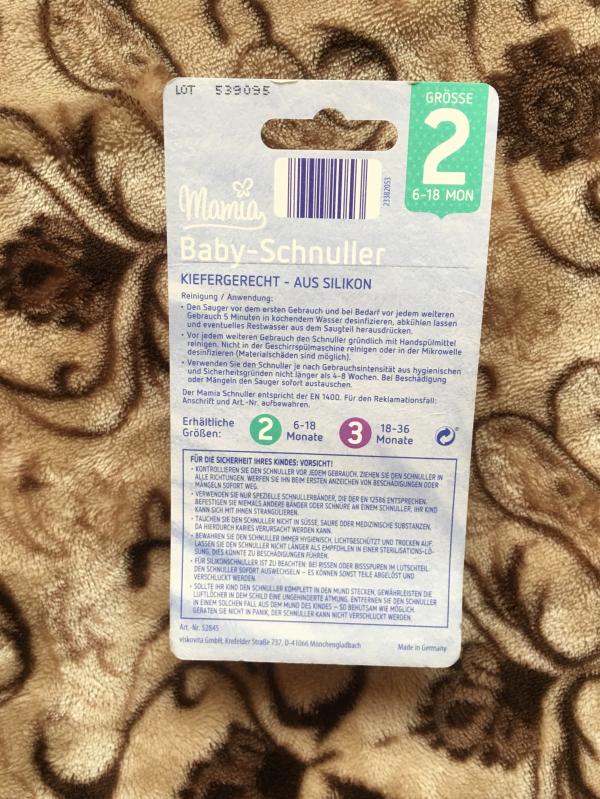 LOT 539095
GRÖSSE
2
6-18 MON
23382053
Mamia
Baby-Schnuller
KIEFERGERECHT - AUS SILIKON
Reinigung / Anwendung:
• Den Sauger vor dem ersten Gebrauch und bei Bedarf vor jedem weiteren
Gebrauch 5 Minuten in kochendem Wasser desinfizieren, abkühlen lassen
und eventuelles Restwasser aus dem Saugteil herausdrücken.
• Vor jedem weiteren Gebrauch den Schnuller gründlich mit Handspülmittel
reinigen. Nicht in der Geschirrspülmaschine reinigen oder in der Mikrowelle
desinfizieren (Materialschäden sind möglich).
• Verwenden Sie den Schnuller je nach Gebrauchsintensität aus hygienischen
und Sicherheitsgründen nicht länger als 4-8 Wochen. Bei Beschädigung
oder Mängeln den Sauger sofort austauschen.
Der Mamia Schnuller entspricht der EN 1400. Für den Reklamationsfall:
Anschrift und Art.-Nr. aufbewahren.
Erhältliche
Größen:
2 6-18
Monate
3 18-36
Monate
FÜR DIE SICHERHEIT IHRES KINDES: VORSICHT!
• KONTROLLIEREN SIE DEN SCHNULLER VOR JEDEM GEBRAUCH. ZIEHEN SIE DEN SCHNULLER IN
ALLE RICHTUNGEN. WERFEN SIE IHN BEIM ERSTEN ANZEICHEN VON BESCHÄDIGUNGEN ODER
MÄNGELN SOFORT WEG.
• VERWENDEN SIE NUR SPEZIELLE SCHNULLERBÄNDER, DIE DER EN 12586 ENTSPRECHEN.
BEFESTIGEN SIE NIEMALS ANDERE BÄNDER ODER SCHNÜRE AN EINEM SCHNULLER, IHR KIND
KANN SICH MIT IHNEN STRANGULIEREN.
• TAUCHEN SIE DEN SCHNULLER NICHT IN SÜSSE, SAURE ODER MEDIZINISCHE SUBSTANZEN,
DA HIERDURCH KARIES VERURSACHT WERDEN KANN.
• BEWAHREN SIE DEN SCHNULLER IMMER HYGIENISCH, LICHTGESCHÜTZT UND TROCKEN AUF.
LASSEN SIE DEN SCHNULLER NICHT LÄNGER ALS EMPFOHLEN IN EINER STERILISATIONS-LÖ-
SUNG, DIES KÖNNTE ZU BESCHÄDIGUNGEN FÜHREN.
• FÜR SILIKONSCHNULLER IST ZU BEACHTEN: BEI RISSEN ODER BISSSPUREN IM LUTSCHTEIL
DEN SCHNULLER SOFORT AUSWECHSELN – ES KÖNNEN SONST TEILE ABGELÖST UND
VERSCHLUCKT WERDEN.
• SOLLTE IHR KIND DEN SCHNULLER KOMPLETT IN DEN MUND STECKEN, GEWÄHRLEISTEN DIE
LUFTLÖCHER IN DEM SCHILD EINE UNGEHINDERTE ATMUNG. ENTFERNEN SIE DEN SCHNULLER
IN EINEM SOLCHEN FALL AUS DEM MUND DES KINDES – SO BEHUTSAM WIE MÖGLICH.
GERATEN SIE NICHT IN PANIK, DER SCHNULLER KANN NICHT VERSCHLUCKT WERDEN.
Art.-Nr. 52845
viskovita GmbH, Krefelder Straße 737, D-41066 Mönchengladbach
Made in Germany